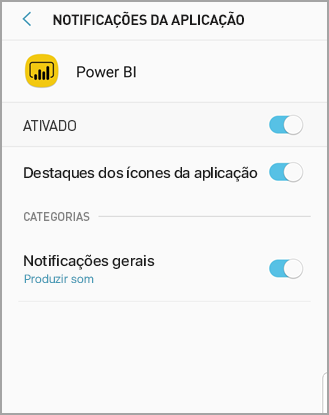 NOTIFICAÇÕES DA APLICAÇÃO
Power BI
ATIVADO
Destaques dos ícones da aplicação
CATEGORIAS
Notificações gerais
Produzir som